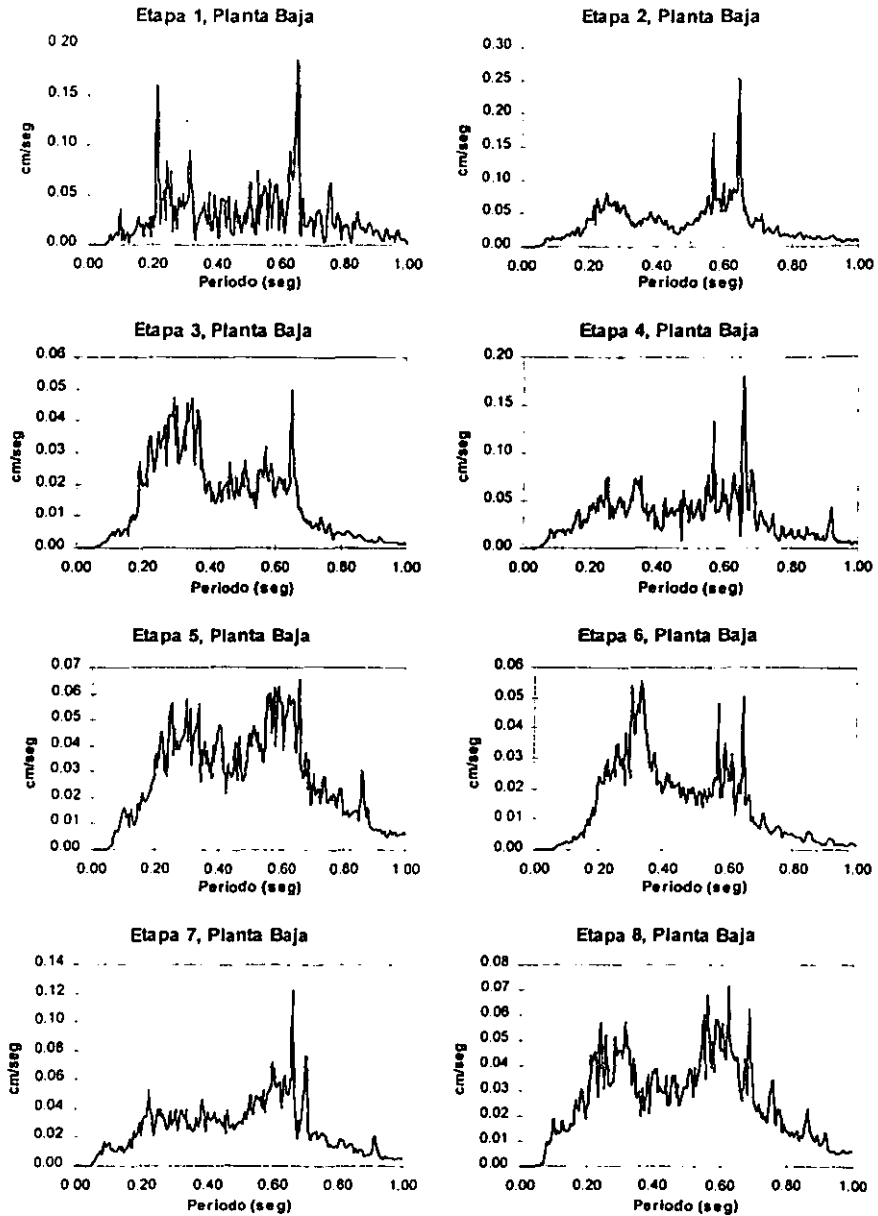 Etapa 1, Planta Baja
0.20
0.15
0.10
0.05
0.00
cm/seg
0.00 0.20 0.40 0 60 0.80 1.00
Periodo (seg)
Etapa 2, Planta Baja
0.30
0.25
0.20
0.15
0.10
0.05
0.00
cm/seg
0.00 0.20 0.40 0.60 0.80 1.00
Periodo (seg)
Etapa 3, Planta Baja
0.06
0.05
0.04
0.03
0.02
0.01
0.00
cm/seg
0.00 0.20 0.40 0.60 0.80 1.00
Periodo (seg)
Etapa 4, Planta Baja
0.20
0.15
0.10
0.05
0.00
cm/seg
0.00 0.20 0.40 0.60 0.80 1.00
Periodo (seg)
Etapa 5, Planta Baja
0.07
0.06
0.05
0.04
0.03
0.02
0.01
0.00
cm/seg
0.00 0.20 0.40 0.60 0.80 1.00
Periodo (seg)
Etapa 6, Planta Baja
0.06
0.05
0.04
0.03
0.02
0.01
0.00
cm/seg
0.00 0.20 0.40 0.60 0.80 1.00
Periodo (seg)
Etapa 7, Planta Baja
0.14
0.12
0.10
0.08
0.06
0.04
0.02
0.00
cm/seg
0.00 0.20 0.40 0.60 0.80 1.00
Periodo (seg)
Etapa 8, Planta Baja
0.08
0.07
0.06
0.05
0.04
0.03
0.02
0.01
0.00
cm/seg
0.00 0.20 0.40 0.60 0.80 1.00
Periodo (seg)